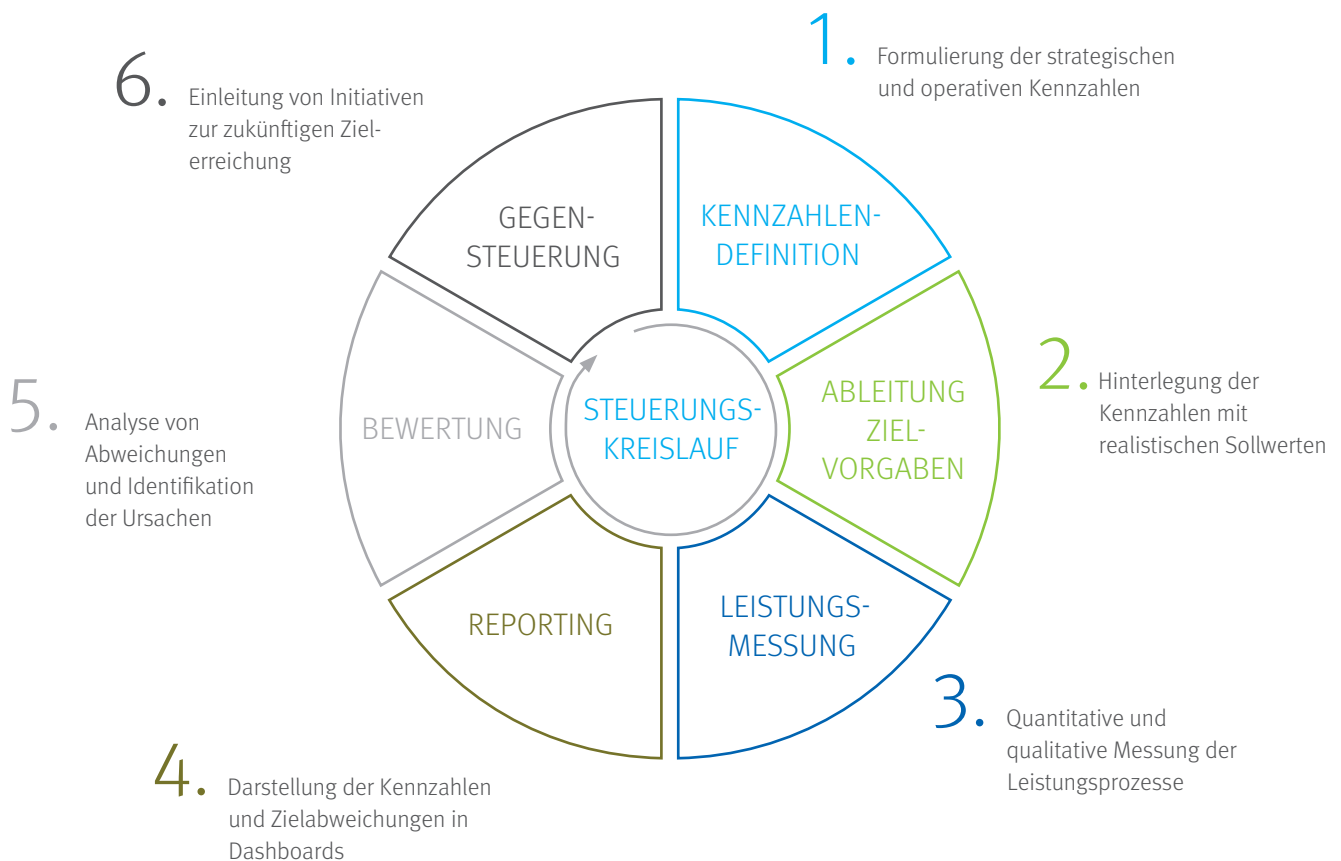 1.
Formulierung der strategischen
und operativen Kennzahlen
KENNZAHLEN-
DEFINITION
2.
Hinterlegung der
Kennzahlen mit
realistischen Sollwerten
ABLEITUNG
ZIEL-
VORGABEN
3.
Quantitative und
qualitative Messung der
Leistungsprozesse
LEISTUNGS-
MESSUNG
4.
Darstellung der Kennzahlen
und Zielabweichungen in
Dashboards
REPORTING
5.
Analyse von
Abweichungen
und Identifikation
der Ursachen
BEWERTUNG
6.
Einleitung von Initiativen
zur zukünftigen Ziel-
erreichung
GEGEN-
STEUERUNG
STEUERUNGS-
KREISLAUF